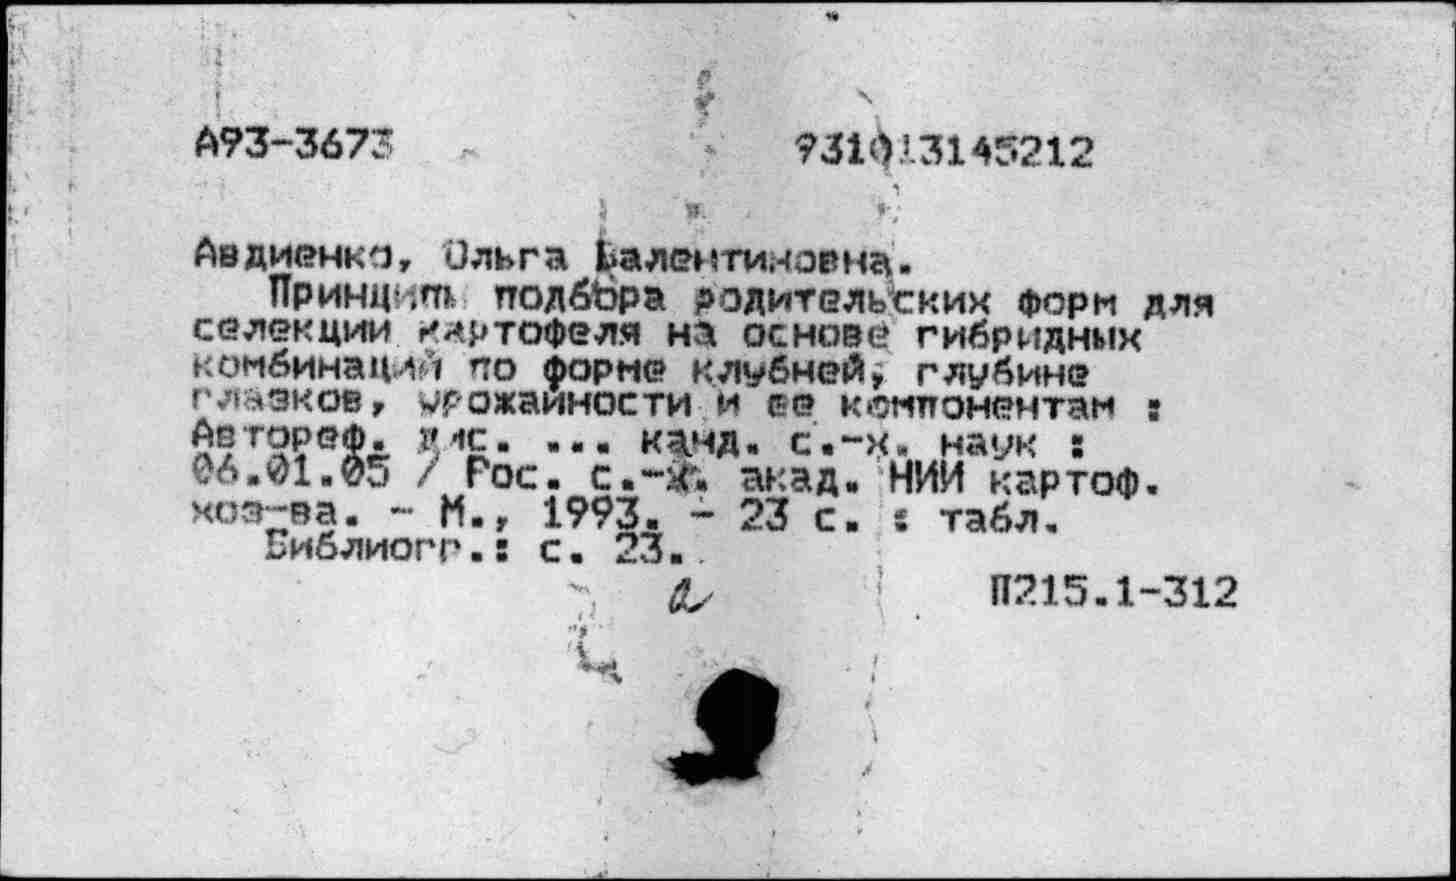 А93-3673 931013145212
Авдиенко, Ольга Валентиновна.
Принципы подбора родительских форм для
селекции картофеля на основе гибридных
комбинаций по форме клубней, глубине
глазков, урожайности и ее компонентам :
Автореф. дис. ... канд. с.-х. наук :
06.01.05 / Рос. с.-х. акад. НИИ картоф.
хоз-ва. - М., 1993. - 23 с. : табл.
Библиогр.: с. 23.
П215.1-312